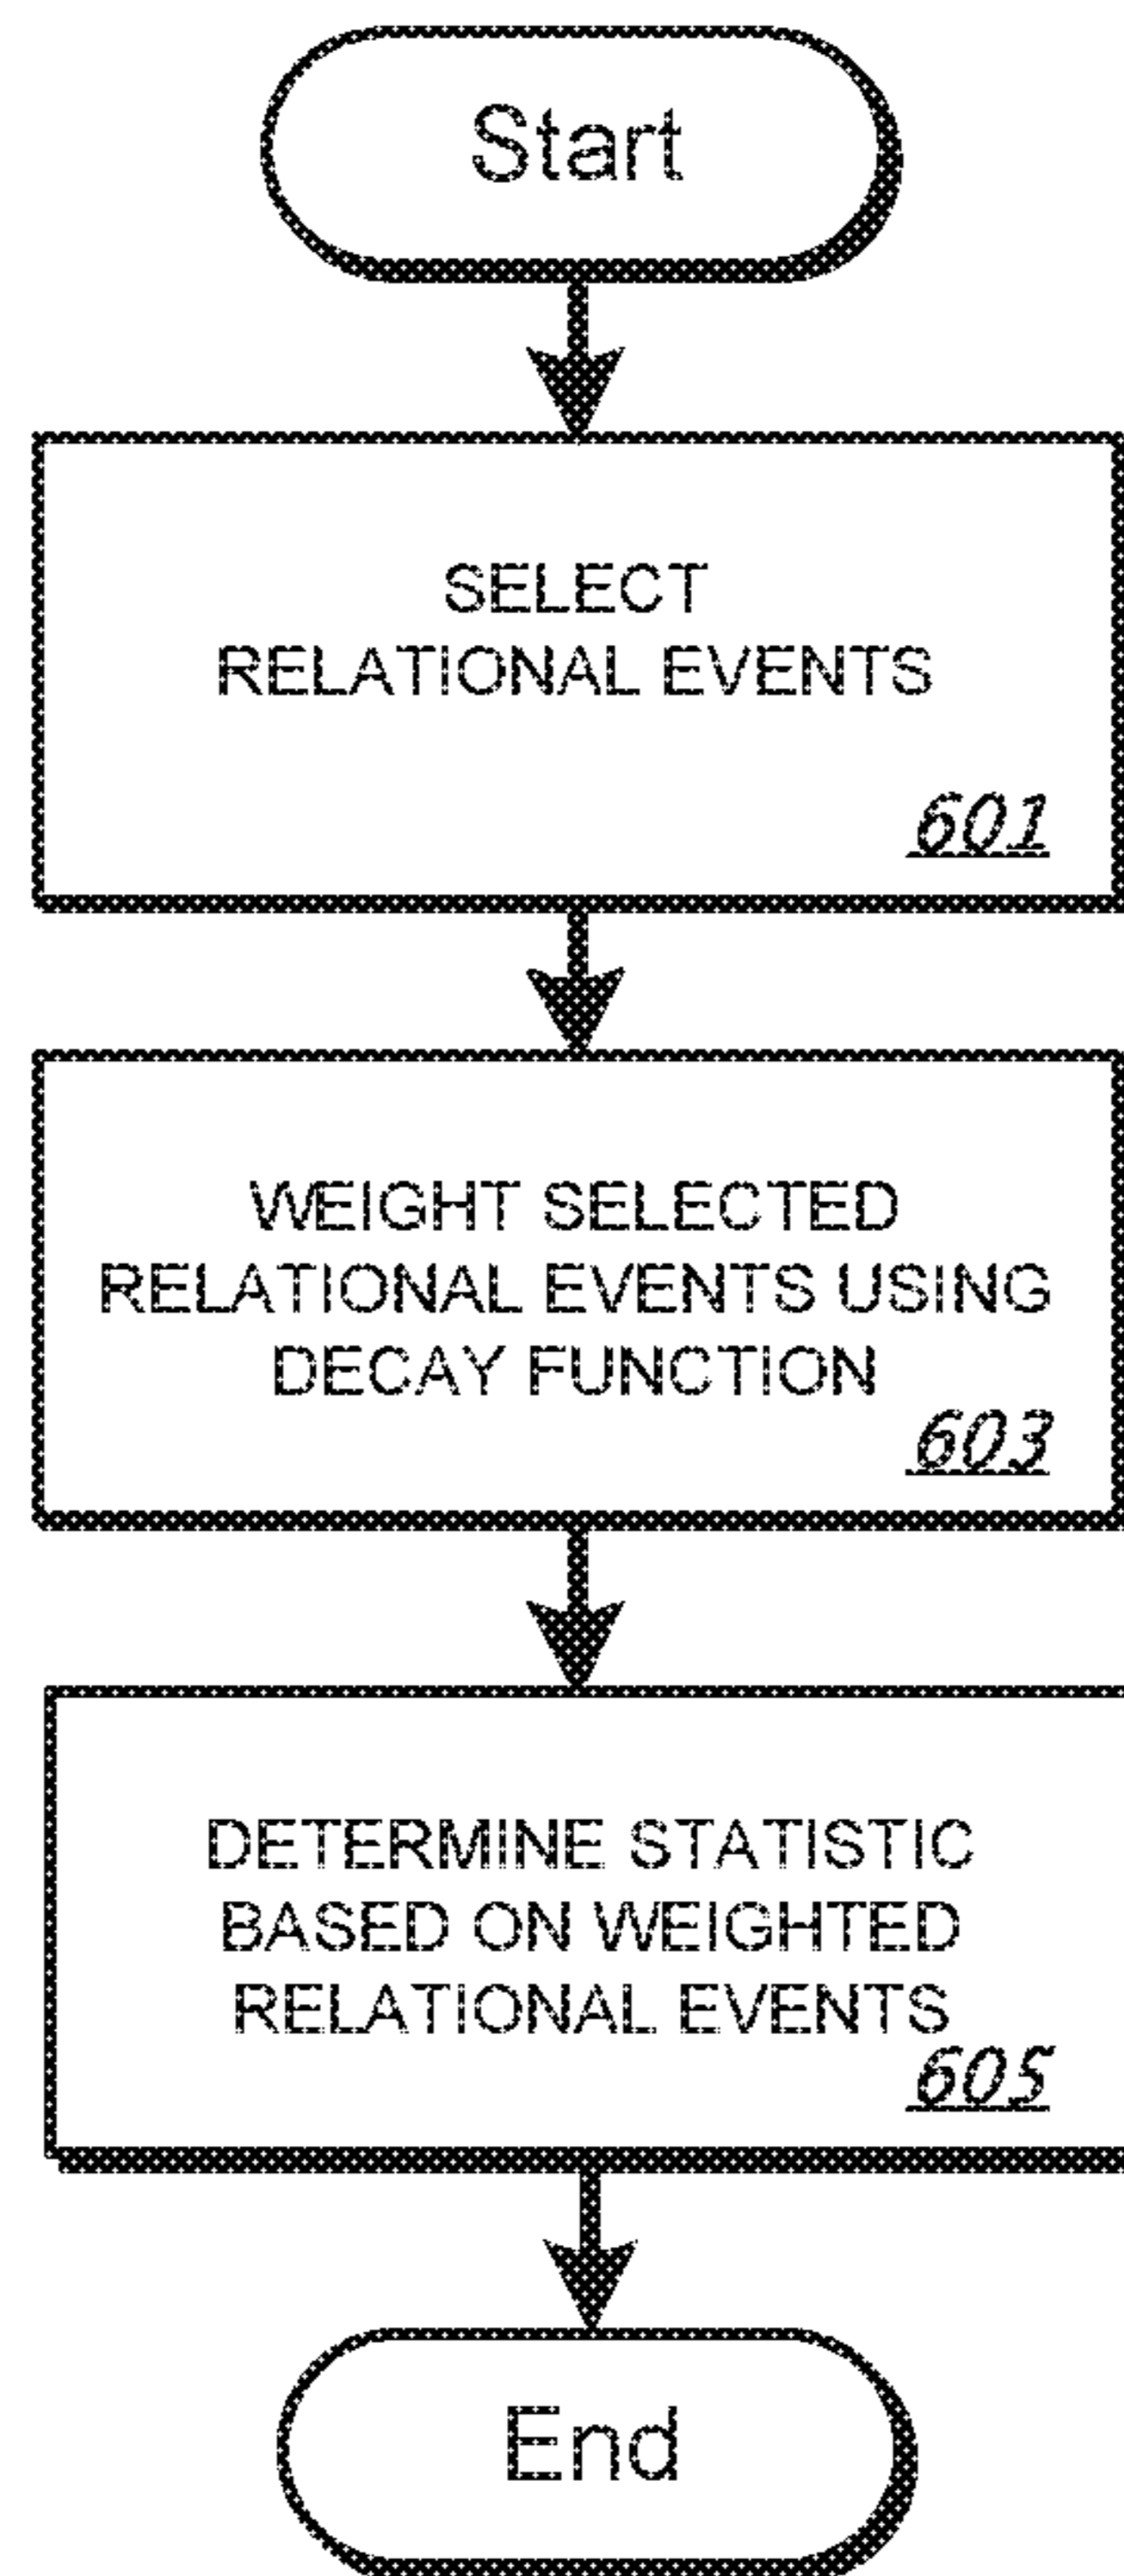 Start
SELECT
RELATIONAL EVENTS
601
WEIGHT SELECTED
RELATIONAL EVENTS USING
DECAY FUNCTION
603
DETERMINE STATISTIC
BASED ON WEIGHTED
RELATIONAL EVENTS
605
End